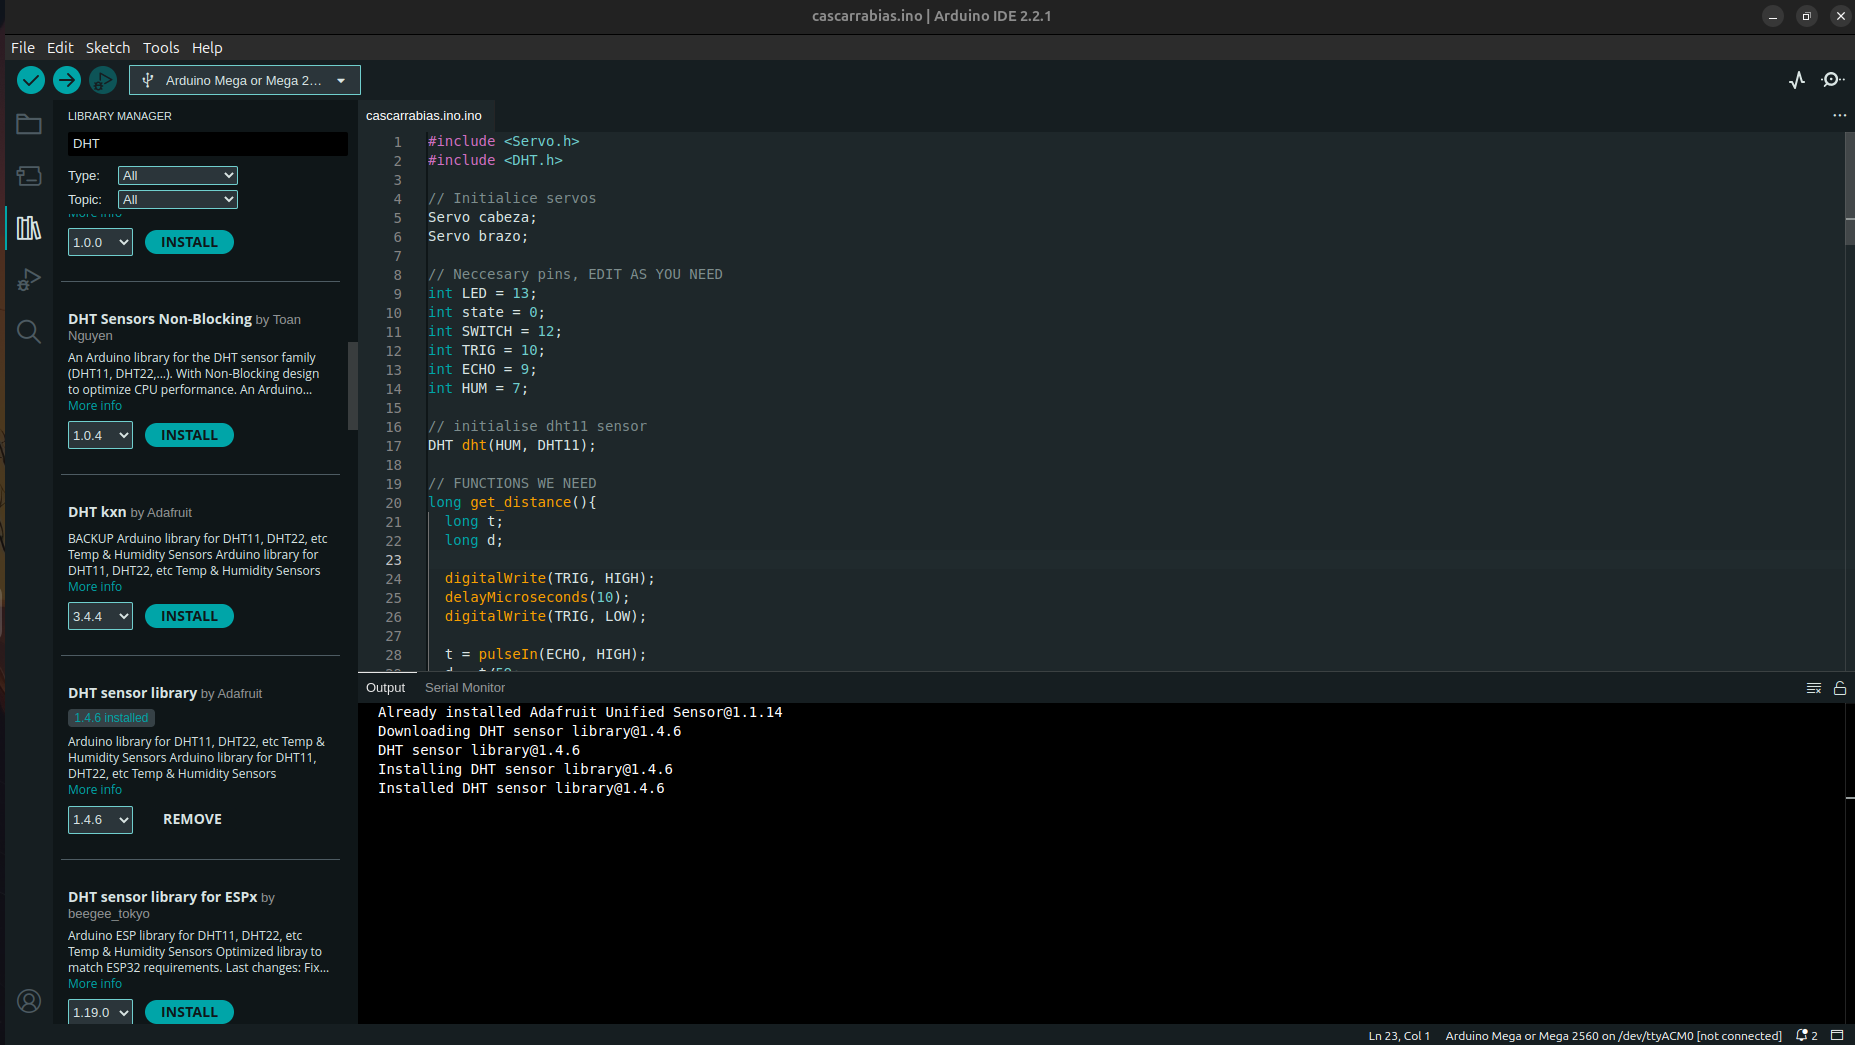 cascarrabias.ino | Arduino IDE 2.2.1
File Edit Sketch Tools Help
Arduino Mega or Mega 2...
LIBRARY MANAGER
DHT
Type: All
Topic: All
More info
1.0.0 INSTALL
DHT Sensors Non-Blocking by Toan
Nguyen
An Arduino library for the DHT sensor family
(DHT11, DHT22,...). With Non-Blocking design
to optimize CPU performance. An Arduino...
More info
1.0.4 INSTALL
DHT kxn by Adafruit
BACKUP Arduino library for DHT11, DHT22, etc
Temp & Humidity Sensors Arduino library for
DHT11, DHT22, etc Temp & Humidity Sensors
More info
3.4.4 INSTALL
DHT sensor library by Adafruit
1.4.6 installed
Arduino library for DHT11, DHT22, etc Temp &
Humidity Sensors Arduino library for DHT11,
DHT22, etc Temp & Humidity Sensors
More info
1.4.6 REMOVE
DHT sensor library for ESPx by
beegee_tokyo
Arduino ESP library for DHT11, DHT22, etc
Temp & Humidity Sensors Optimized libray to
match ESP32 requirements. Last changes: Fix...
More info
1.19.0 INSTALL
cascarrabias.ino.ino
1 #include <Servo.h>
2 #include <DHT.h>
3
4 // Initialice servos
5 Servo cabeza;
6 Servo brazo;
7
8 // Neccesary pins, EDIT AS YOU NEED
9 int LED = 13;
10 int state = 0;
11 int SWITCH = 12;
12 int TRIG = 10;
13 int ECHO = 9;
14 int HUM = 7;
15
16 // initialise dht11 sensor
17 DHT dht(HUM, DHT11);
18
19 // FUNCTIONS WE NEED
20 long get_distance(){
21 long t;
22 long d;
23
24 digitalWrite(TRIG, HIGH);
25 delayMicroseconds(10);
26 digitalWrite(TRIG, LOW);
27
28 t = pulseIn(ECHO, HIGH);
Output Serial Monitor
Already installed Adafruit Unified Sensor@1.1.14
Downloading DHT sensor library@1.4.6
DHT sensor library@1.4.6
Installing DHT sensor library@1.4.6
Installed DHT sensor library@1.4.6
Ln 23, Col 1 Arduino Mega or Mega 2560 on /dev/ttyACM0 [not connected] 2